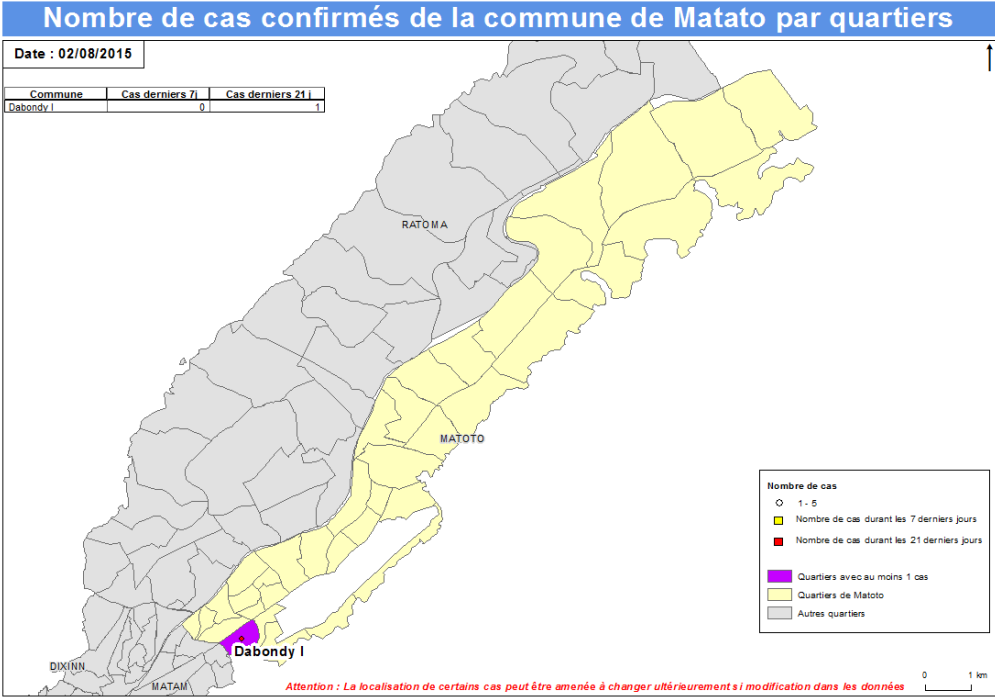 Nombre de cas confirmés de la commune de Matato par quartiers
Date : 02/08/2015
Commune Cas derniers 7j Cas derniers 21 j
Dabondy I 0 1
RATOMA
MATOTO
Nombre de cas
1 - 5
Nombre de cas durant les 7 derniers jours
Nombre de cas durant les 21 derniers jours
Quartiers avec au moins 1 cas
Quartiers de Matoto
Autres quartiers
Dabondy I
DIXINN
MATAM
Attention : La localisation de certains cas peut être amenée à changer ultérieurement si modification dans les données
0 1 km